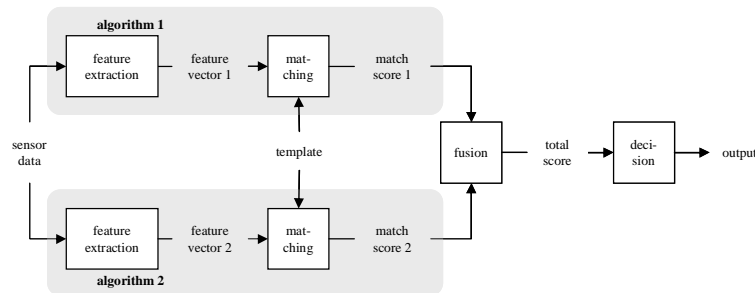 algorithm 1
feature
extraction
feature
vector 1
mat-
ching
match
score 1
sensor
data
template
fusion
total
score
deci-
sion
output
feature
extraction
feature
vector 2
mat-
ching
match
score 2
algorithm 2